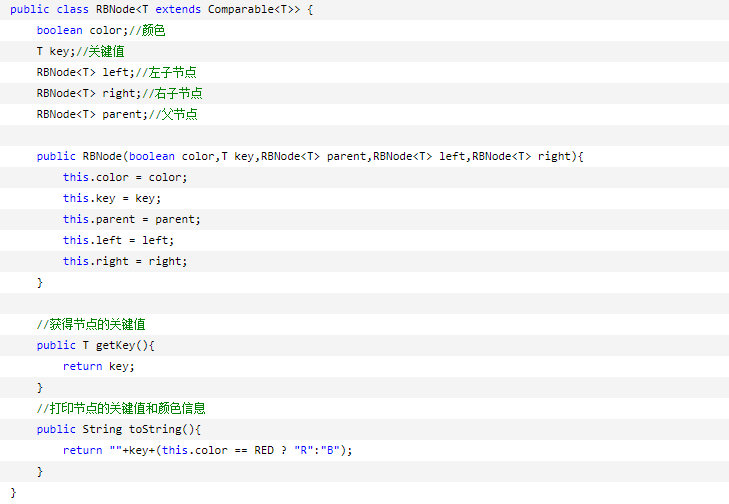 public class RBNode<T extends Comparable<T>> {
    boolean color;//颜色
    T key;//关键值
    RBNode<T> left;//左子节点
    RBNode<T> right;//右子节点
    RBNode<T> parent;//父节点

    public RBNode(boolean color,T key,RBNode<T> parent,RBNode<T> left,RBNode<T> right){
        this.color = color;
        this.key = key;
        this.parent = parent;
        this.left = left;
        this.right = right;
    }

    //获得节点的关键值
    public T getKey(){
        return key;
    }
    //打印节点的关键值和颜色信息
    public String toString(){
        return ""+key+(this.color == RED ? "R":"B");
    }
}